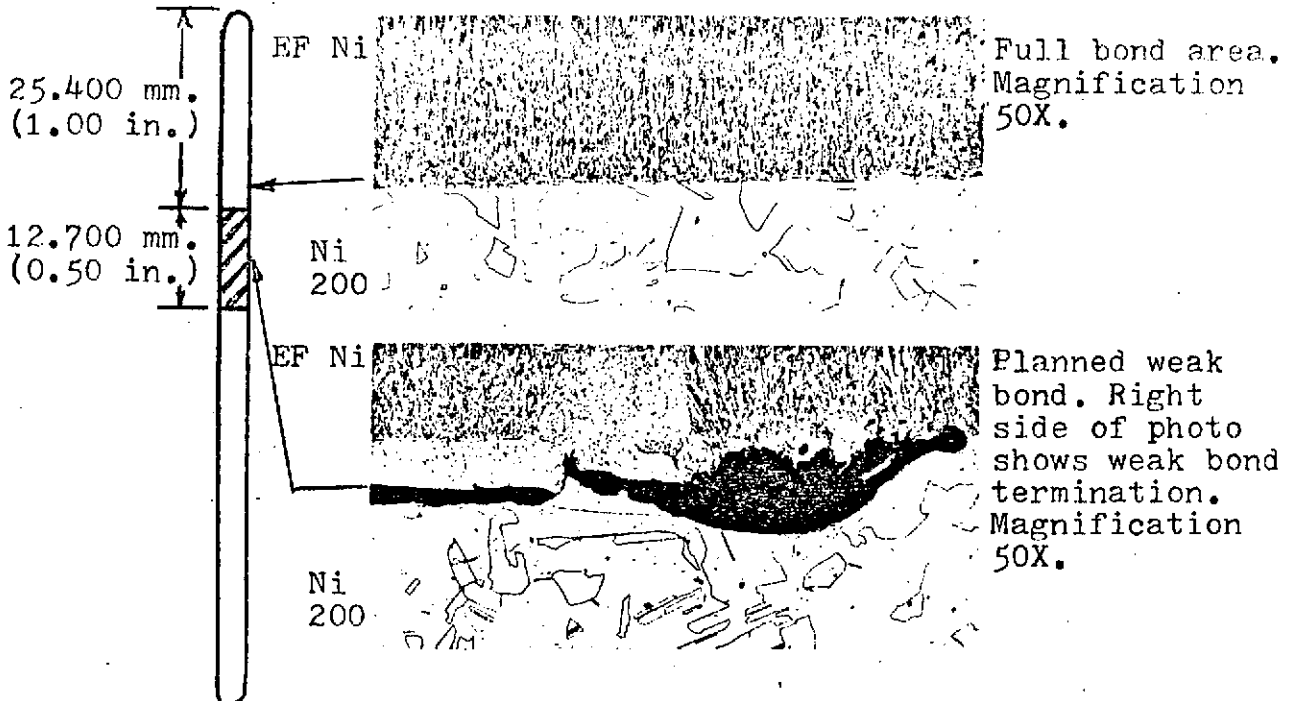 25.400 mm.
(1.00 in.)
12.700 mm.
(0.50 in.)
EF Ni
Ni
200
Full bond area.
Magnification
50X.
EF Ni
Ni
200
Planned weak
bond. Right
side of photo
shows weak bond
termination.
Magnification
50X.